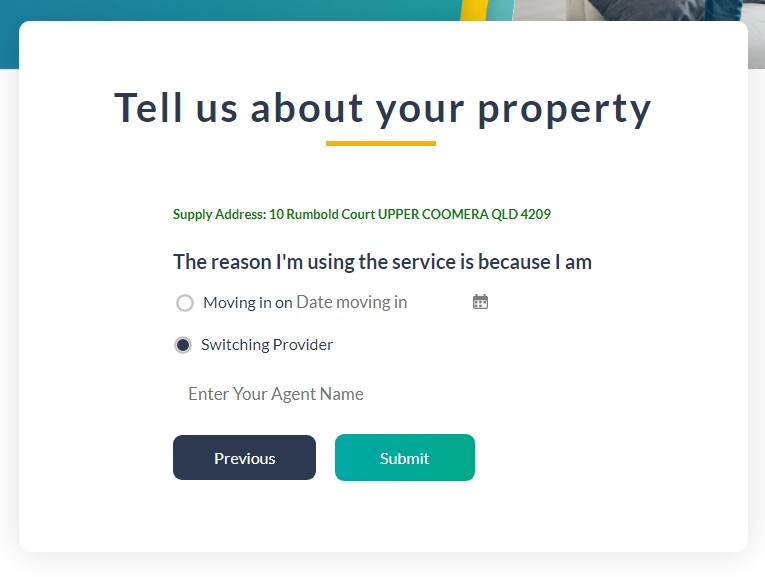 Tell us about your property
Supply Address: 10 Rumbold Court UPPER COOMERA QLD 4209
The reason I'm using the service is because I am
Moving in on Date moving in
Switching Provider
Enter Your Agent Name
Previous
Submit